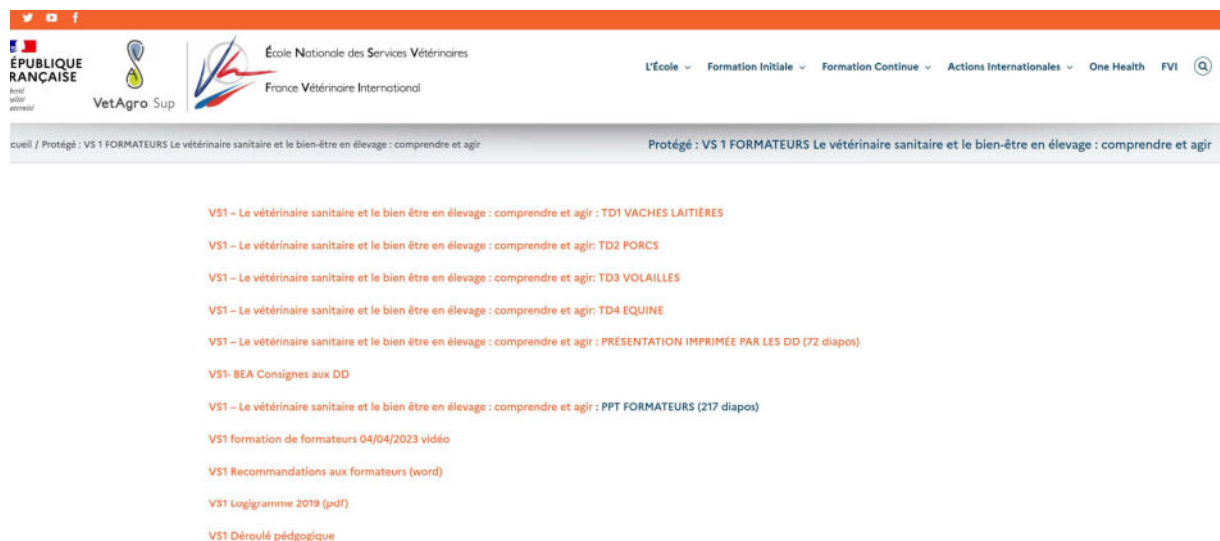 ÉPUBLIQUE
RANÇAISE
VetAgro Sup
École Nationale des Services Vétérinaires
France Vétérinaire International
L'École Formation Initiale Formation Continue Actions Internationales One Health FVI
cueil / Protégé : VS 1 FORMATEURS Le vétérinaire sanitaire et le bien-être en élevage : comprendre et agir
Protégé : VS 1 FORMATEURS Le vétérinaire sanitaire et le bien-être en élevage : comprendre et agir
VS1 – Le vétérinaire sanitaire et le bien être en élevage : comprendre et agir : TD1 VACHES LAITIÈRES
VS1 – Le vétérinaire sanitaire et le bien être en élevage : comprendre et agir: TD2 PORCS
VS1 – Le vétérinaire sanitaire et le bien être en élevage : comprendre et agir: TD3 VOLAILLES
VS1 – Le vétérinaire sanitaire et le bien être en élevage : comprendre et agir: TD4 EQUINE
VS1 – Le vétérinaire sanitaire et le bien être en élevage : comprendre et agir : PRÉSENTATION IMPRIMÉE PAR LES DD (72 diapos)
VS1- BEA Consignes aux DD
VS1 – Le vétérinaire sanitaire et le bien être en élevage : comprendre et agir : PPT FORMATEURS (217 diapos)
VS1 formation de formateurs 04/04/2023 vidéo
VS1 Recommandations aux formateurs (word)
VS1 Logigramme 2019 (pdf)
VS1 Déroulé pédgogique